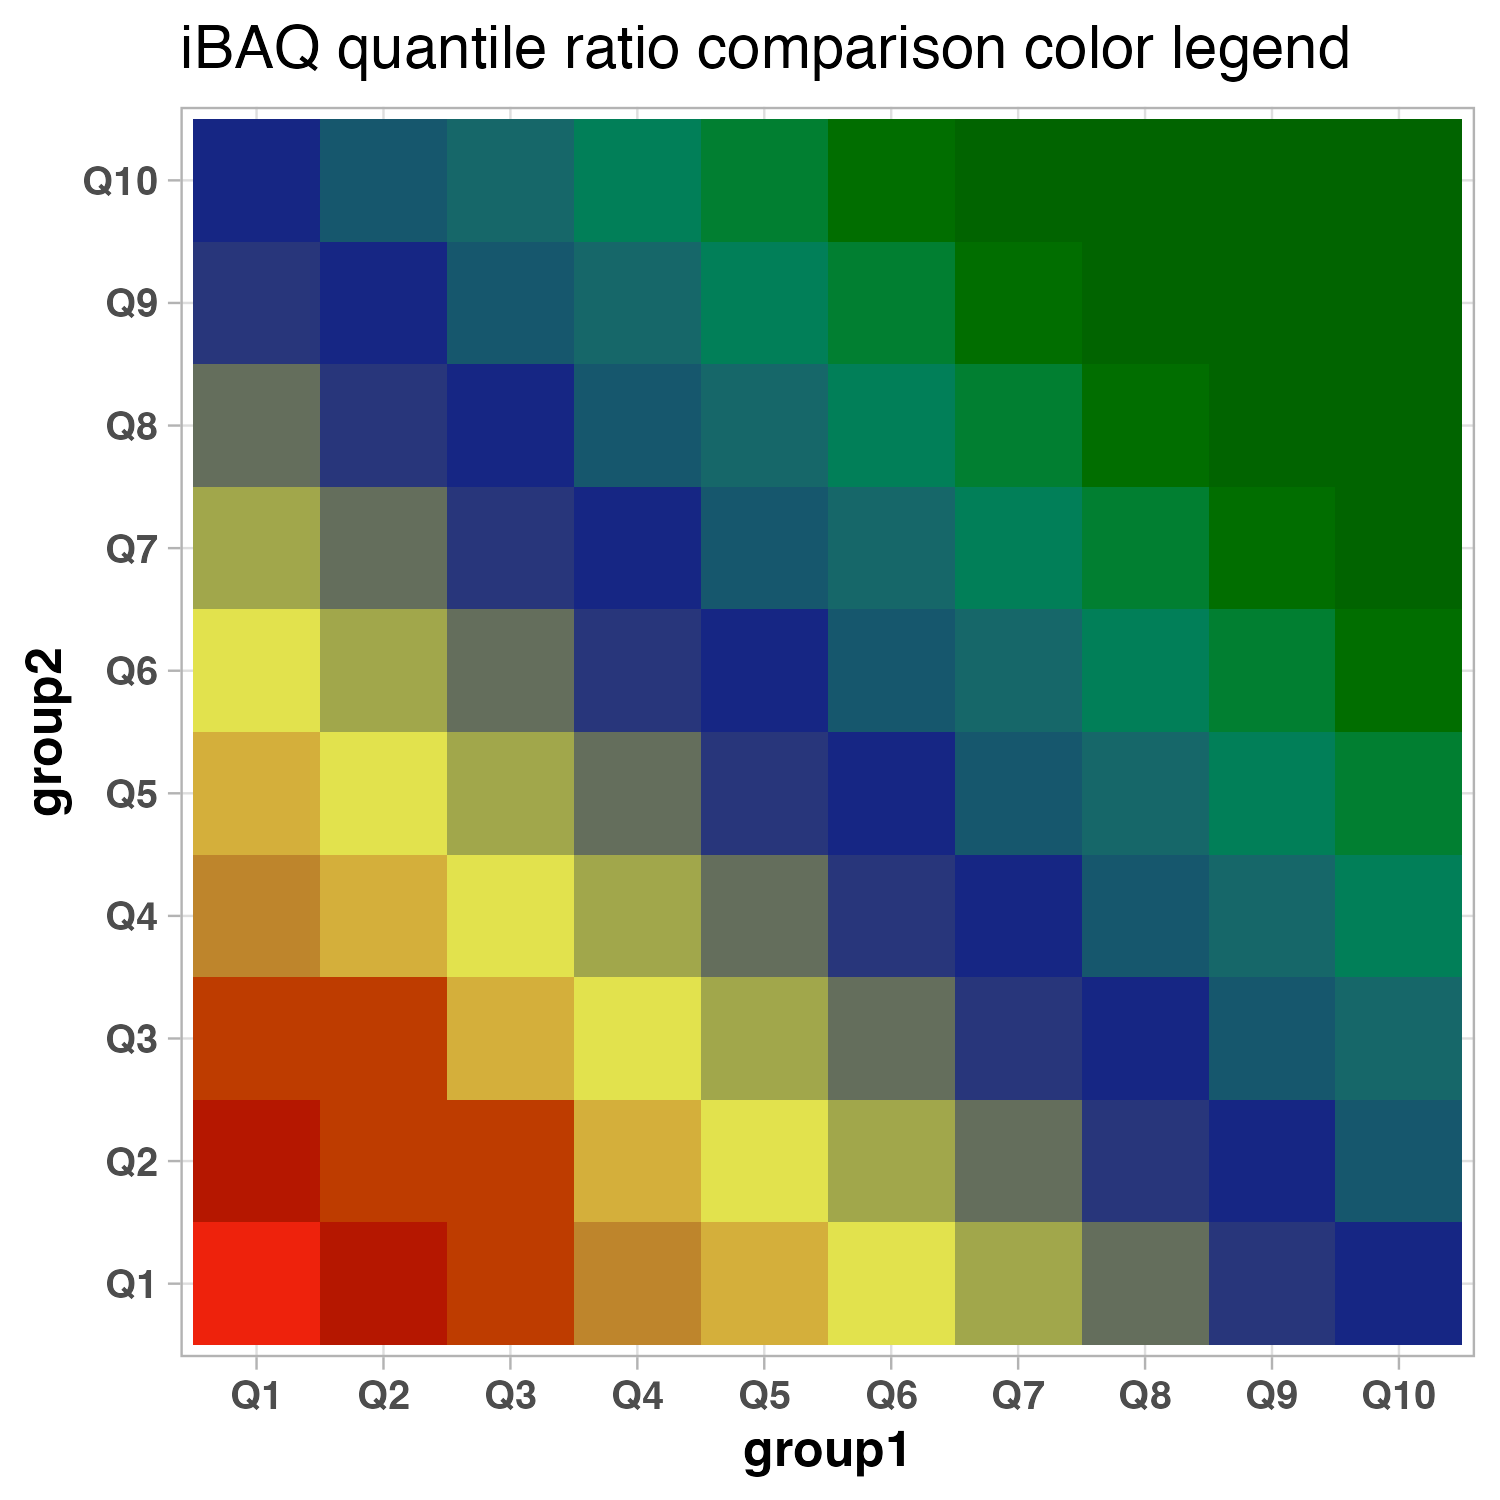 iBAQ quantile ratio comparison color legend
Q10
Q9
Q8
Q7
Q6
Q5
Q4
Q3
Q2
Q1
group2
Q1 Q2 Q3 Q4 Q5 Q6 Q7 Q8 Q9 Q10
group1